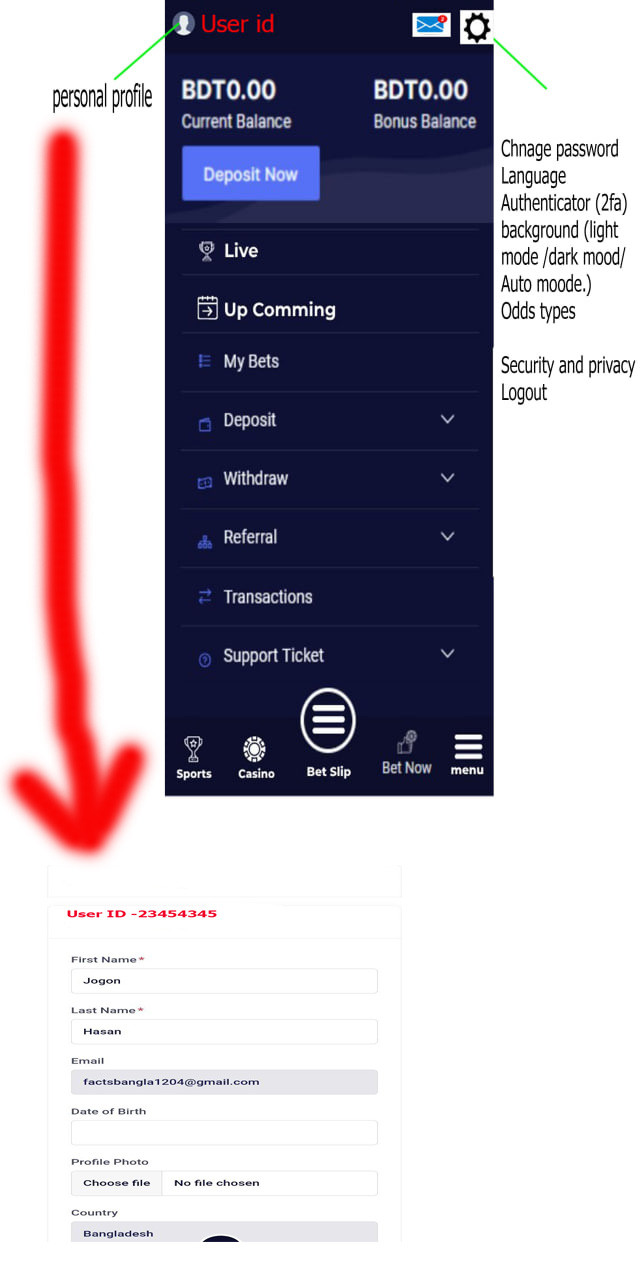 User id
personal profile
BDT0.00
BDT0.00
Current Balance
Bonus Balance
Deposit Now
Chnage password
Language
Authenticator (2fa)
background (light
mode /dark mood/
Auto moode.)
Odds types
Security and privacy
Logout
Live
Up Comming
My Bets
Deposit
Withdraw
Referral
Transactions
Support Ticket
Sports
Casino
Bet Slip
Bet Now
menu
User ID -23454345
First Name*
Jogon
Last Name*
Hasan
Email
factsbangla1204@gmail.com
Date of Birth
Profile Photo
Choose file No file chosen
Country
Bangladesh